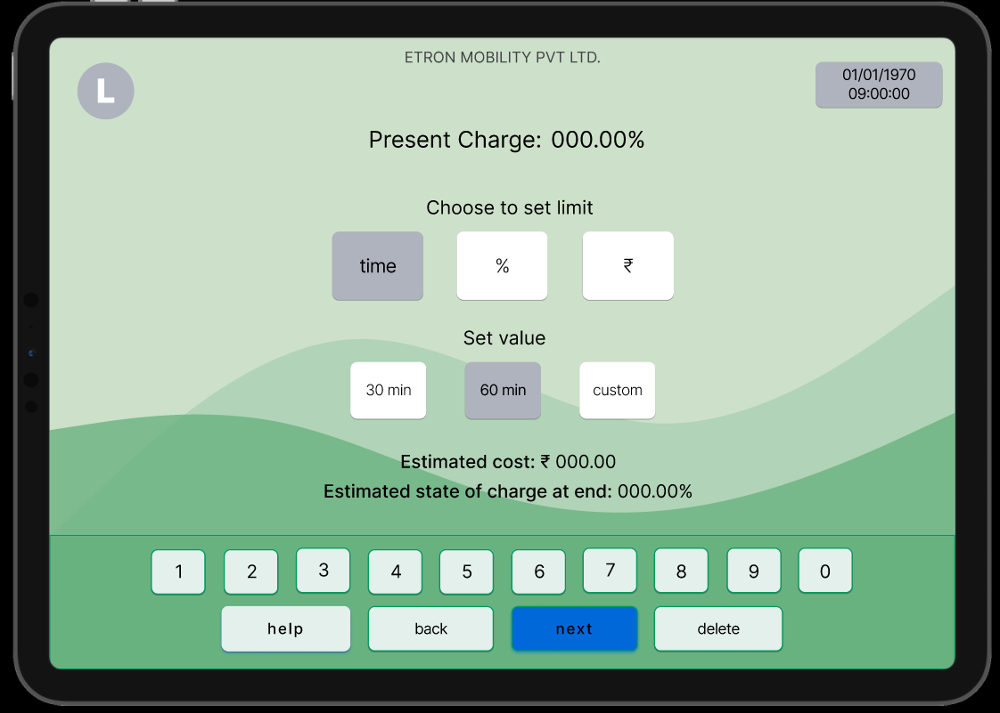 ETRON MOBILITY PVT LTD.
L
01/01/1970
09:00:00
Present Charge: 000.00%
Choose to set limit
time % ₹
Set value
30 min 60 min custom
Estimated cost: ₹ 000.00
Estimated state of charge at end: 000.00%
1 2 3 4 5 6 7 8 9 0
help back next delete